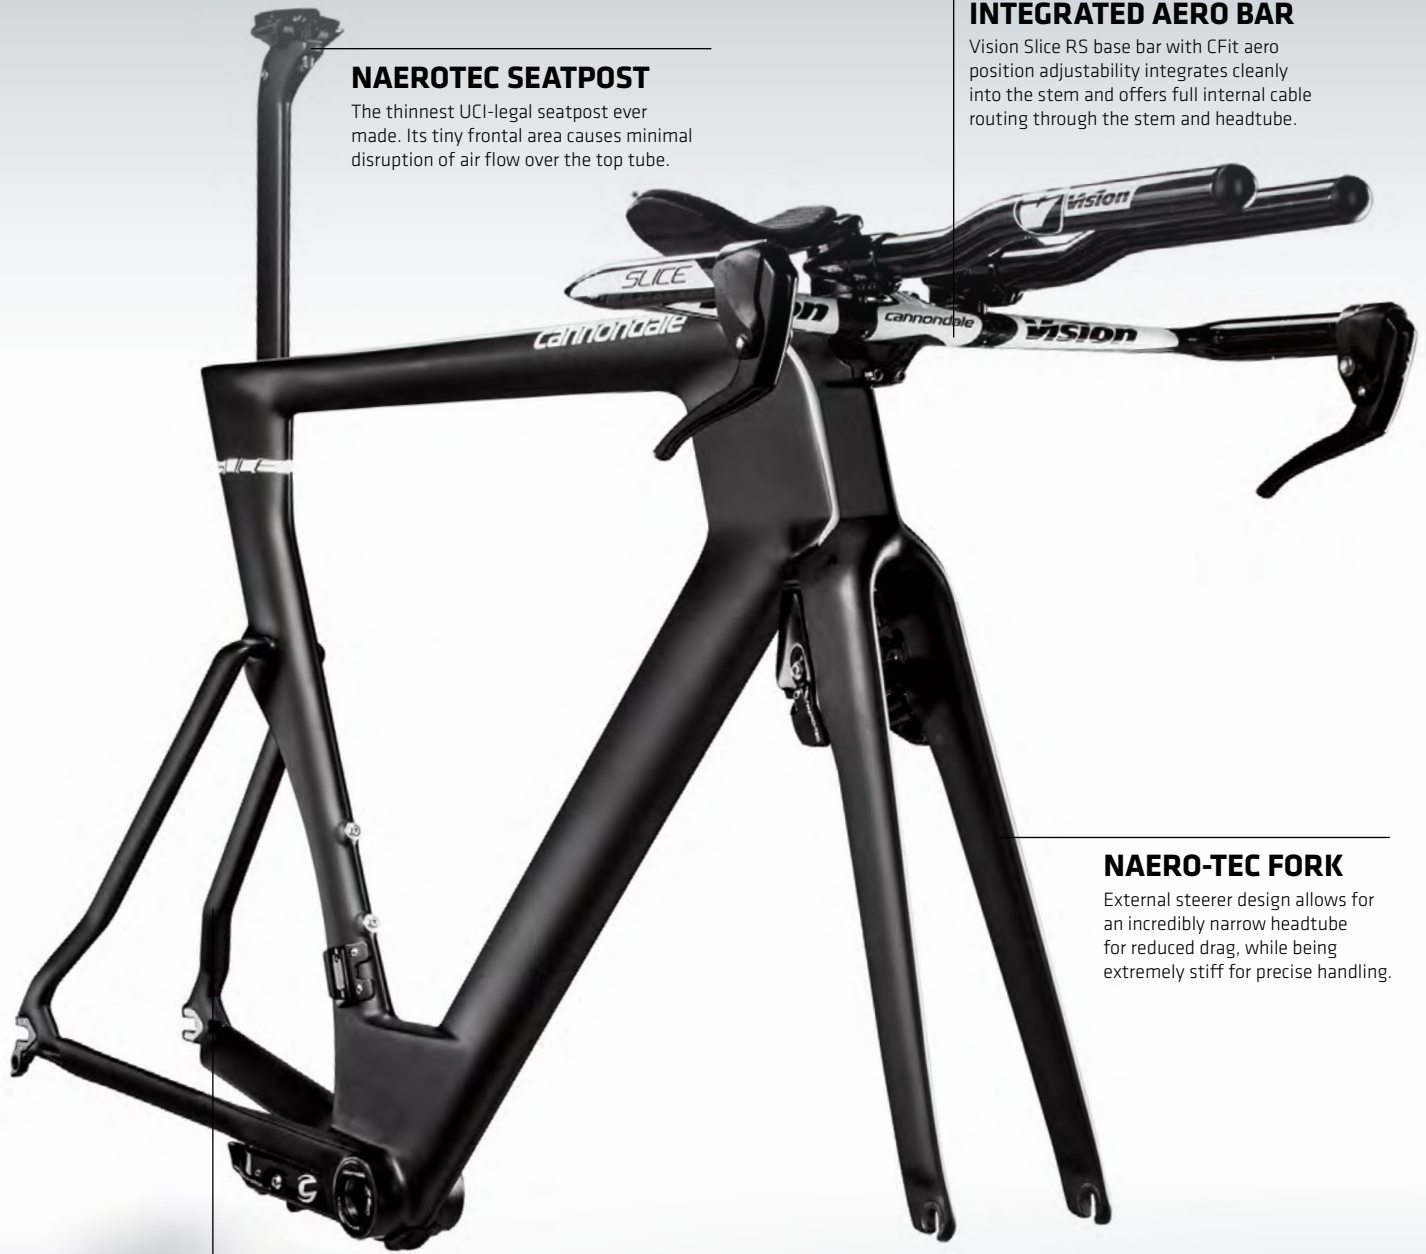 INTEGRATED AERO BAR
Vision Slice RS base bar with CFit aero
position adjustability integrates cleanly
into the stem and offers full internal cable
routing through the stem and headtube.
NAEROTEC SEATPOST
The thinnest UCI-legal seatpost ever
made. Its tiny frontal area causes minimal
disruption of air flow over the top tube.
Vision
SLICE
cannondale
cannondale
Vision
NAERO-TEC FORK
External steerer design allows for
an incredibly narrow headtube
for reduced drag, while being
extremely stiff for precise handling.